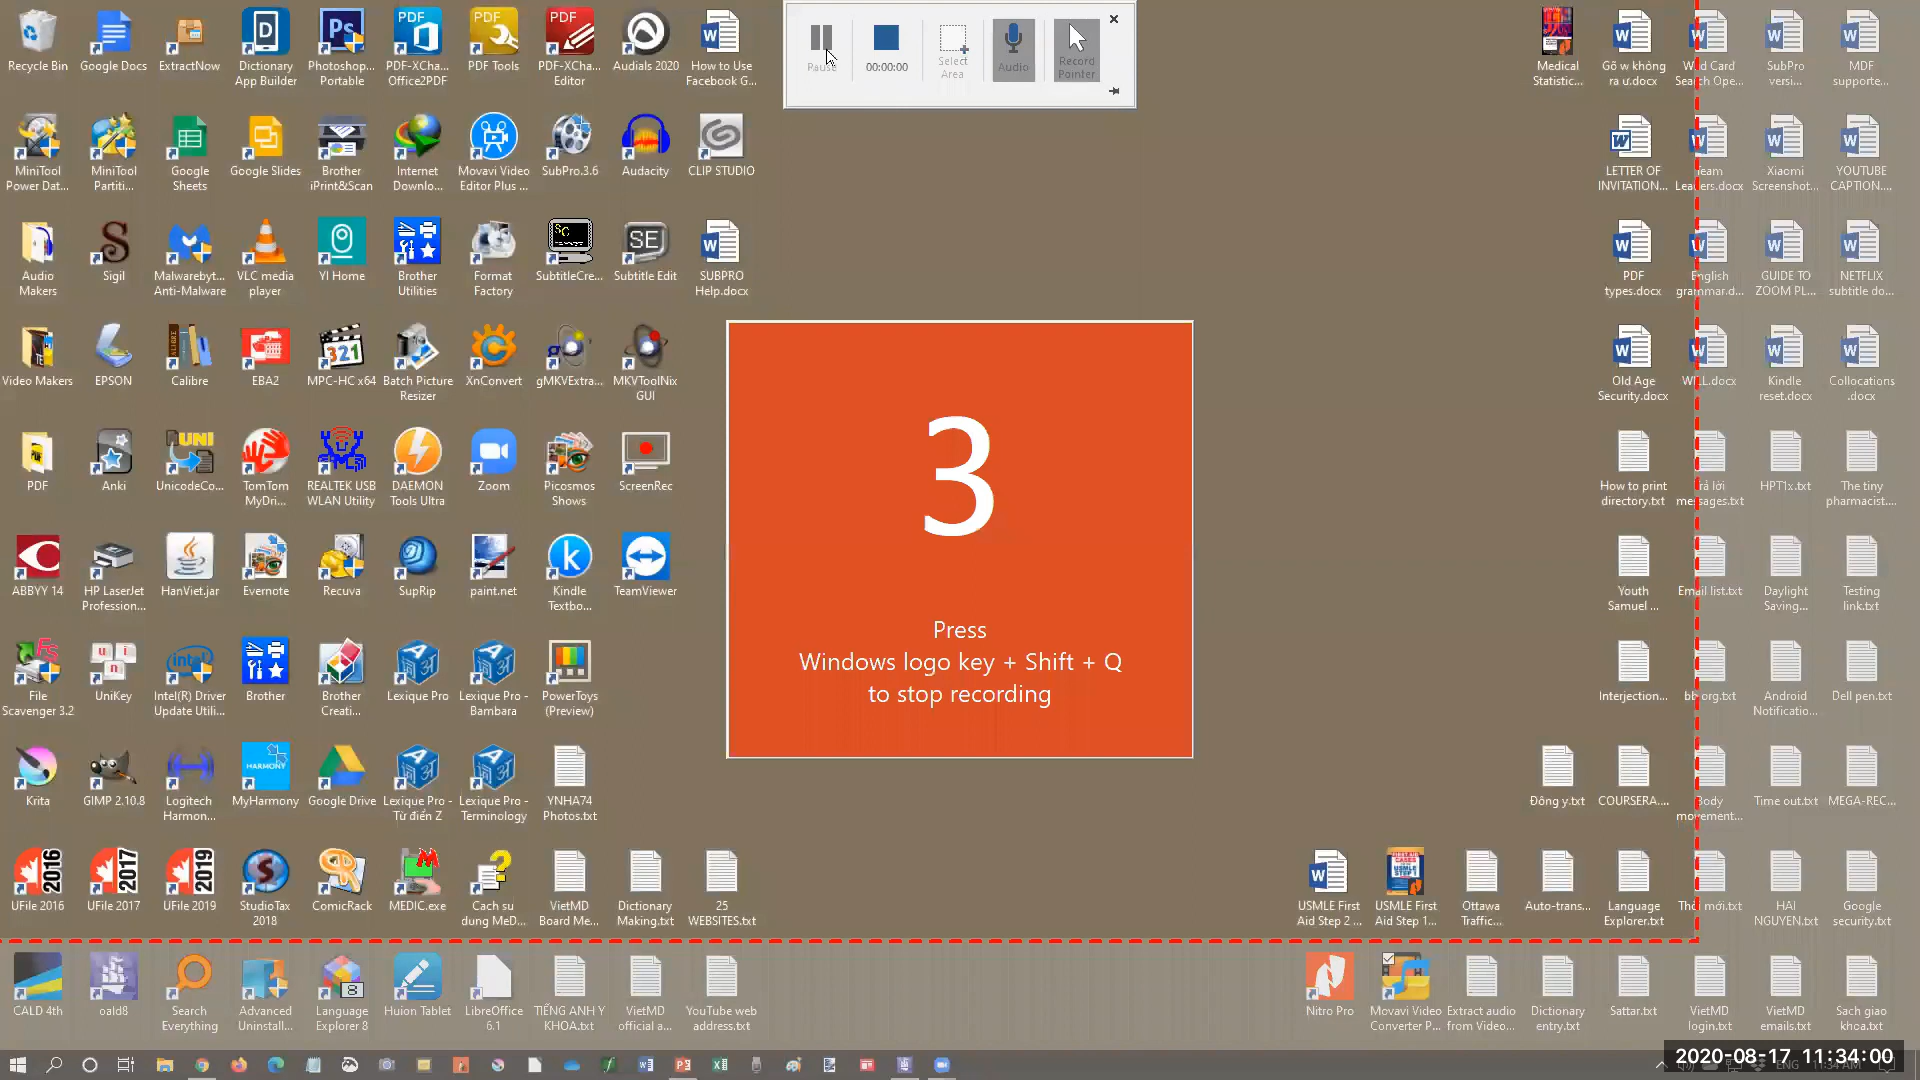 Pause
00:00:00
Select
Area
Audio
Record
Pointer
Recycle Bin
Google Docs
ExtractNow
Dictionary
App Builder
Photoshop...
Portable
PDF-XCha...
Office2PDF
PDF Tools
PDF-XCha...
Editor
Audials 2020
How to Use
Facebook G...
Medical
Statistic...
Gõ w không
ra ư.docx
Wild Card
Search Ope...
SubPro
versi...
MDF
supporte...
MiniTool
Power Dat...
MiniTool
Partiti...
Google
Sheets
Google Slides
Brother
iPrint&Scan
Internet
Downlo...
Movavi Video
Editor Plus ...
SubPro.3.6
Audacity
CLIP STUDIO
LETTER OF
INVITATION...
Team
Leaders.docx
Xiaomi
Screenshot...
YOUTUBE
CAPTION....
Audio
Makers
Sigil
Malwarebyt...
Anti-Malware
VLC media
player
YI Home
Brother
Utilities
Format
Factory
SubtitleCre...
Subtitle Edit
SUBPRO
Help.docx
PDF
types.docx
English
grammar.d...
GUIDE TO
ZOOM PL...
NETFLIX
subtitle do...
Video Makers
EPSON
Calibre
EBA2
MPC-HC x64
Batch Picture
Resizer
XnConvert
gMKVExtra...
MKVToolNix
GUI
Old Age
Security.docx
WILL.docx
Kindle
reset.docx
Collocations
.docx
3
Press
Windows logo key + Shift + Q
to stop recording
PDF
Anki
UnicodeCo...
TomTom
MyDri...
REALTEK USB
WLAN Utility
DAEMON
Tools Ultra
Zoom
Picosmos
Shows
ScreenRec
How to print
directory.txt
messages.txt
HPT1x.txt
The tiny
pharmacist....
ABBYY 14
HP LaserJet
Profession...
HanViet.jar
Evernote
Recuva
SupRip
paint.net
Kindle
Textbo...
TeamViewer
Youth
Samuel ...
Email list.txt
Daylight
Saving...
Testing
link.txt
File
Scavenger 3.2
UniKey
Intel(R) Driver
Update Utili...
Brother
Brother
Creati...
Lexique Pro
Lexique Pro -
Bambara
PowerToys
(Preview)
Interjection...
Android
Notificatio...
Dell pen.txt
Krita
GIMP 2.10.8
Logitech
Harmon...
MyHarmony
Google Drive
Lexique Pro -
Từ điển Z
Lexique Pro -
Terminology
YNHA74
Photos.txt
Đông y.txt
COURSERA....
Body
movement...
Time out.txt
MEGA-REC...
UFile 2016
UFile 2017
UFile 2019
StudioTax
2018
ComicRack
MEDIC.exe
Cach su
dung MeD...
VietMD
Board Me...
Dictionary
Making.txt
25
WEBSITES.txt
USMLE First
Aid Step 2 ...
USMLE First
Aid Step 1...
Ottawa
Traffic...
Auto-trans...
Language
Explorer.txt
HAI
NGUYEN.txt
Google
security.txt
CALD 4th
oald8
Search
Everything
Advanced
Uninstall...
Language
Explorer 8
Huion Tablet
LibreOffice
6.1
TIẾNG ANH Y
KHOA.txt
VietMD
official a...
YouTube web
address.txt
Nitro Pro
Movavi Video
Converter P...
Extract audio
from Video...
Dictionary
entry.txt
Sattar.txt
VietMD
login.txt
VietMD
emails.txt
Sach giao
khoa.txt
2020-08-17 11:34:00